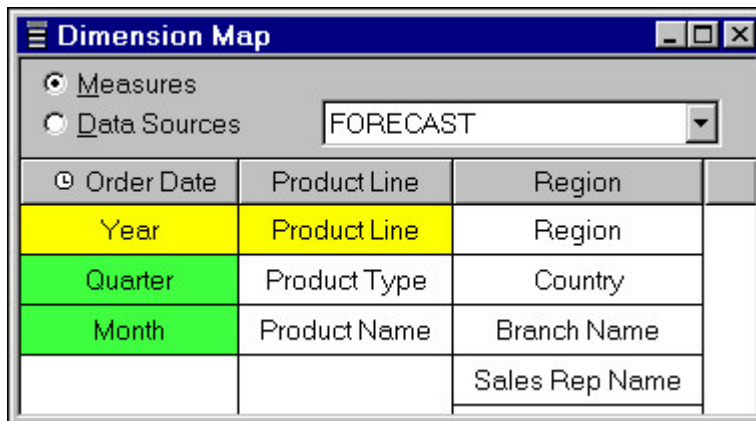 Dimension Map
Measures
Data Sources FORECAST
Order Date Product Line Region
Year Product Line Region
Quarter Product Type Country
Month Product Name Branch Name
Sales Rep Name